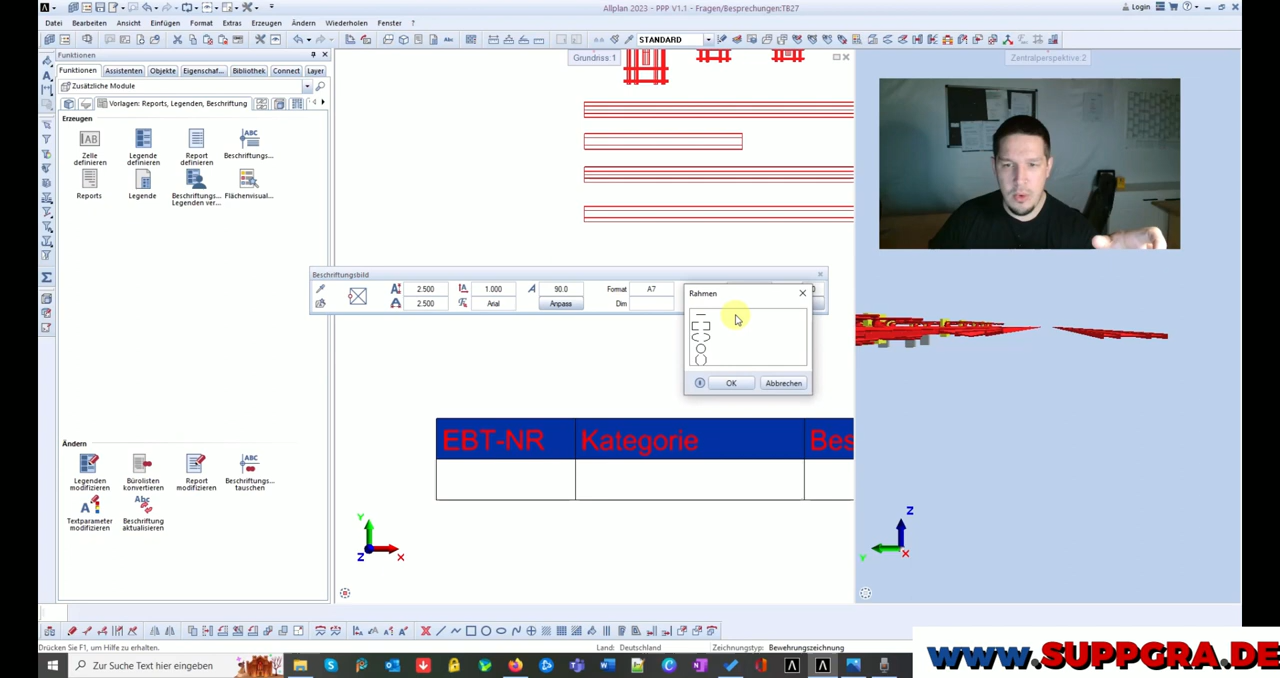 Allplan 2023 - PPP V1.1 - Fragen/Besprechungen:TB27
Login
Datei Bearbeiten Ansicht Einfügen Format Extras Erzeugen Ändern Wiederholen Fenster ?
STANDARD
Funktionen
Funktionen Assistenten Objekte Eigenschaf... Bibliothek Connect Layer
Zusätzliche Module
Vorlagen: Reports, Legenden, Beschriftung
Erzeugen
Zelle definieren
Legende definieren
Report definieren
Beschriftungs...
Reports
Legende
Beschriftungs... Legenden ver...
Flächenvisual...
Ändern
Legenden modifizieren
Bürolisten konvertieren
Report modifizieren
Beschriftungs... tauschen
Textparameter modifizieren
Beschriftung aktualisieren
Grundriss:1
Zentralperspektive:2
Beschriftungsbild
2.500 1.000 90.0 Format A7
2.500 Arial Anpass Dim
Rahmen
OK Abbrechen
EBT-NR Kategorie Bes
Y
Z X
Z
Y X
Drücken Sie F1, um Hilfe zu erhalten.
Land: Deutschland
Zeichnungstyp: Bewehrungszeichnung
Zur Suche Text hier eingeben
www.SUPPGRA.DE